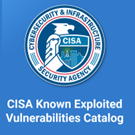 CYBERSECURITY & INFRASTRUCTURE
CISA
SECURITY AGENCY
CISA Known Exploited
Vulnerabilities Catalog